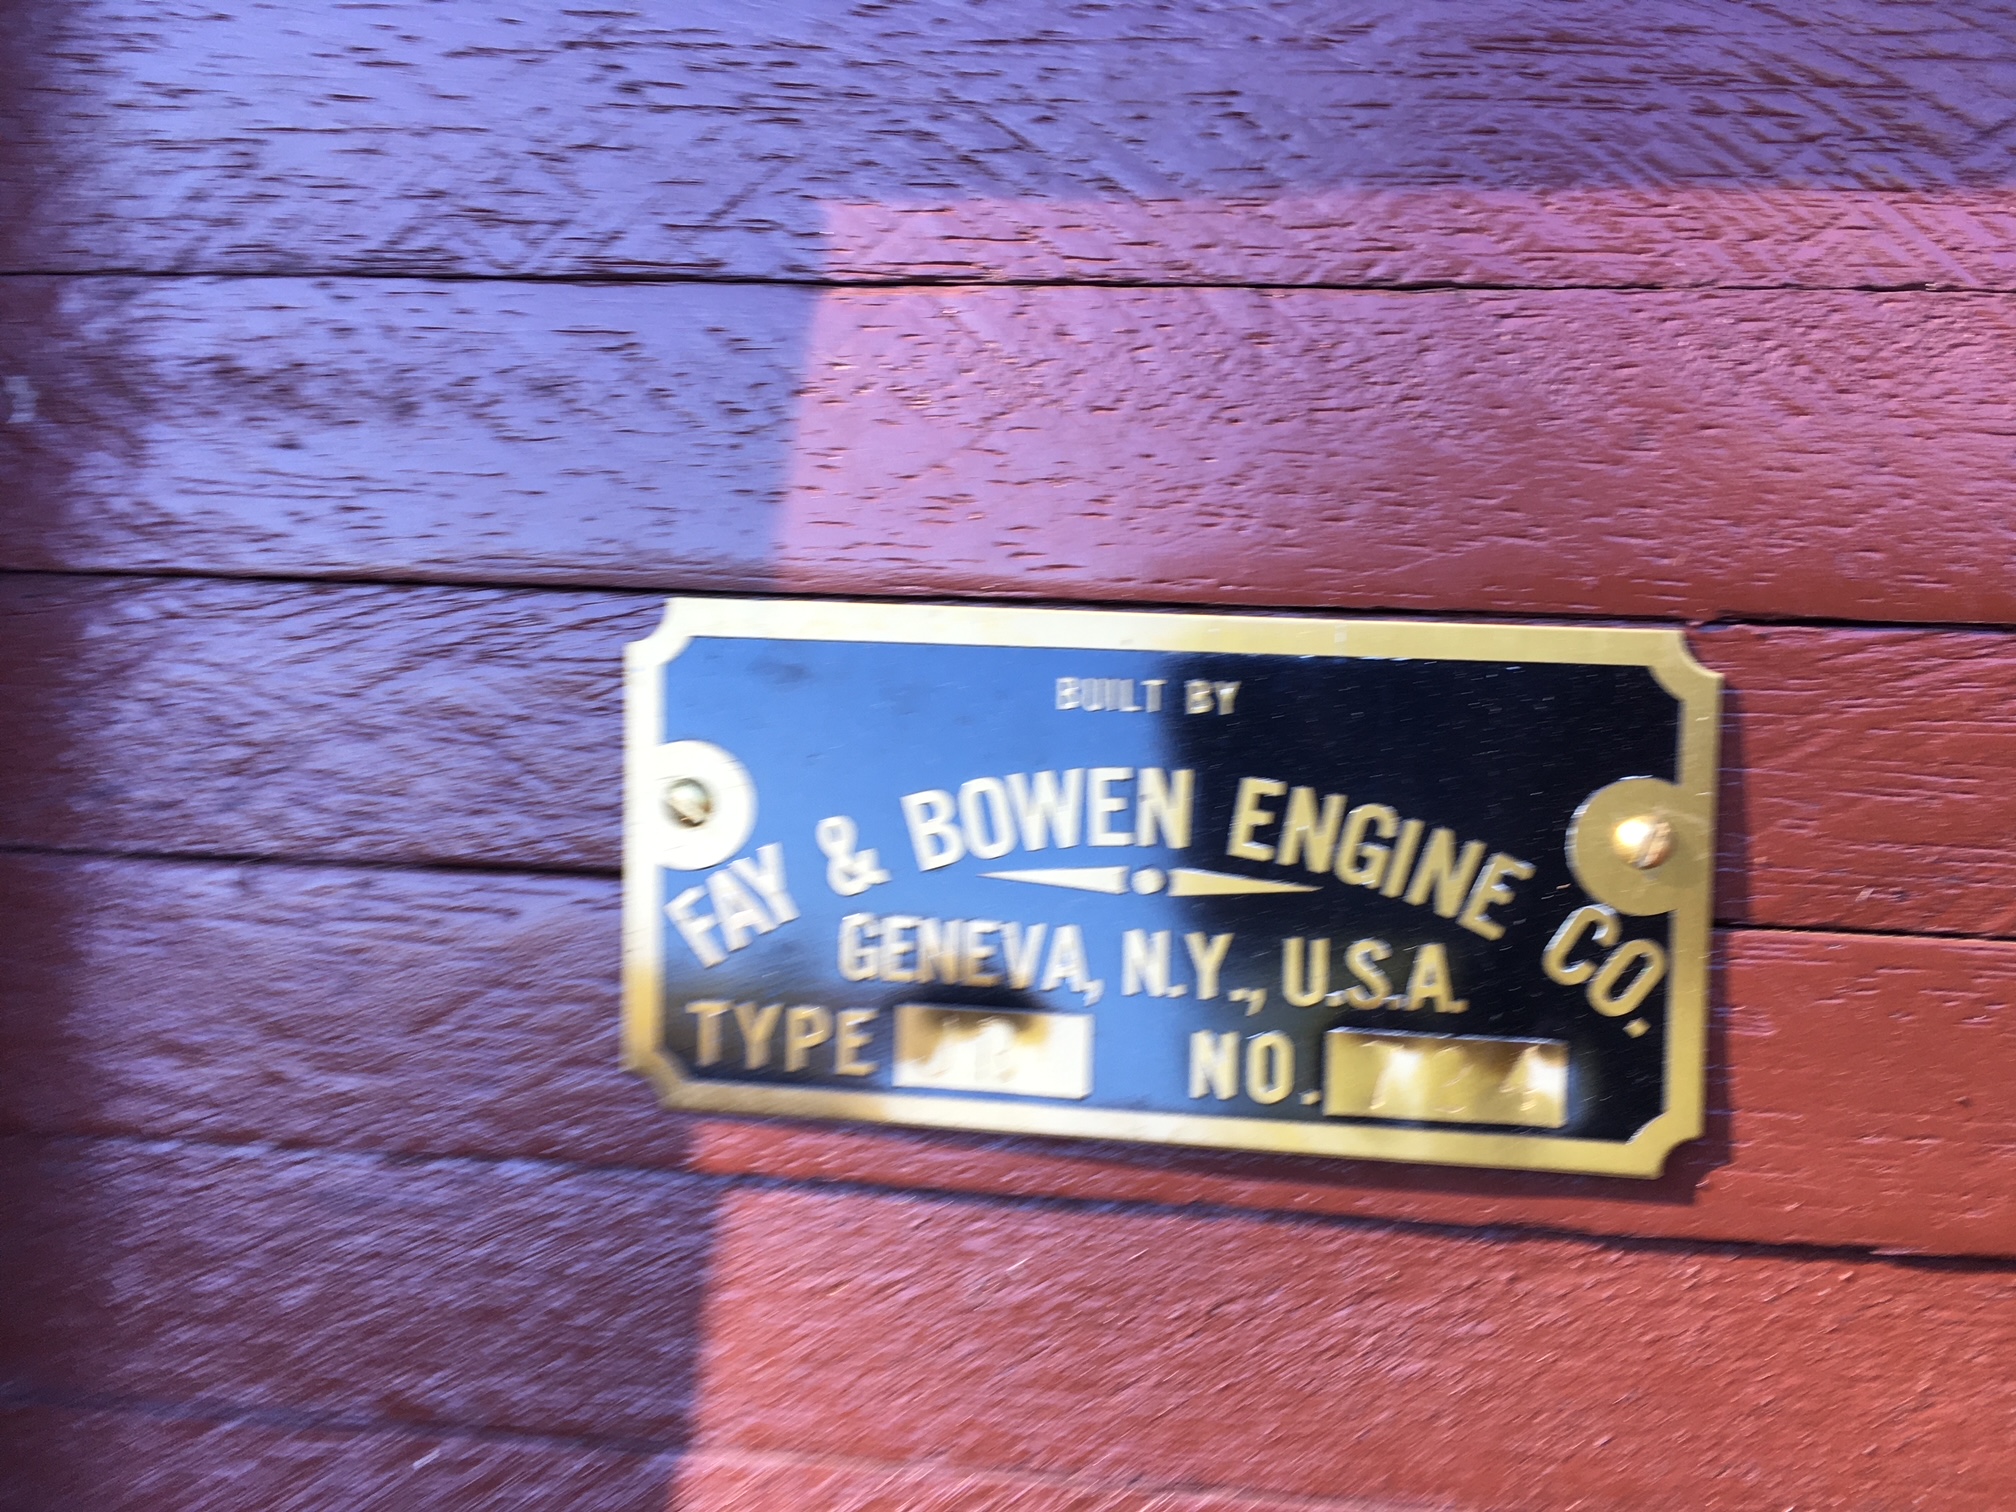 BUILT BY
FAY & BOWEN ENGINE CO.
GENEVA, N.Y., U.S.A.
TYPE NO.